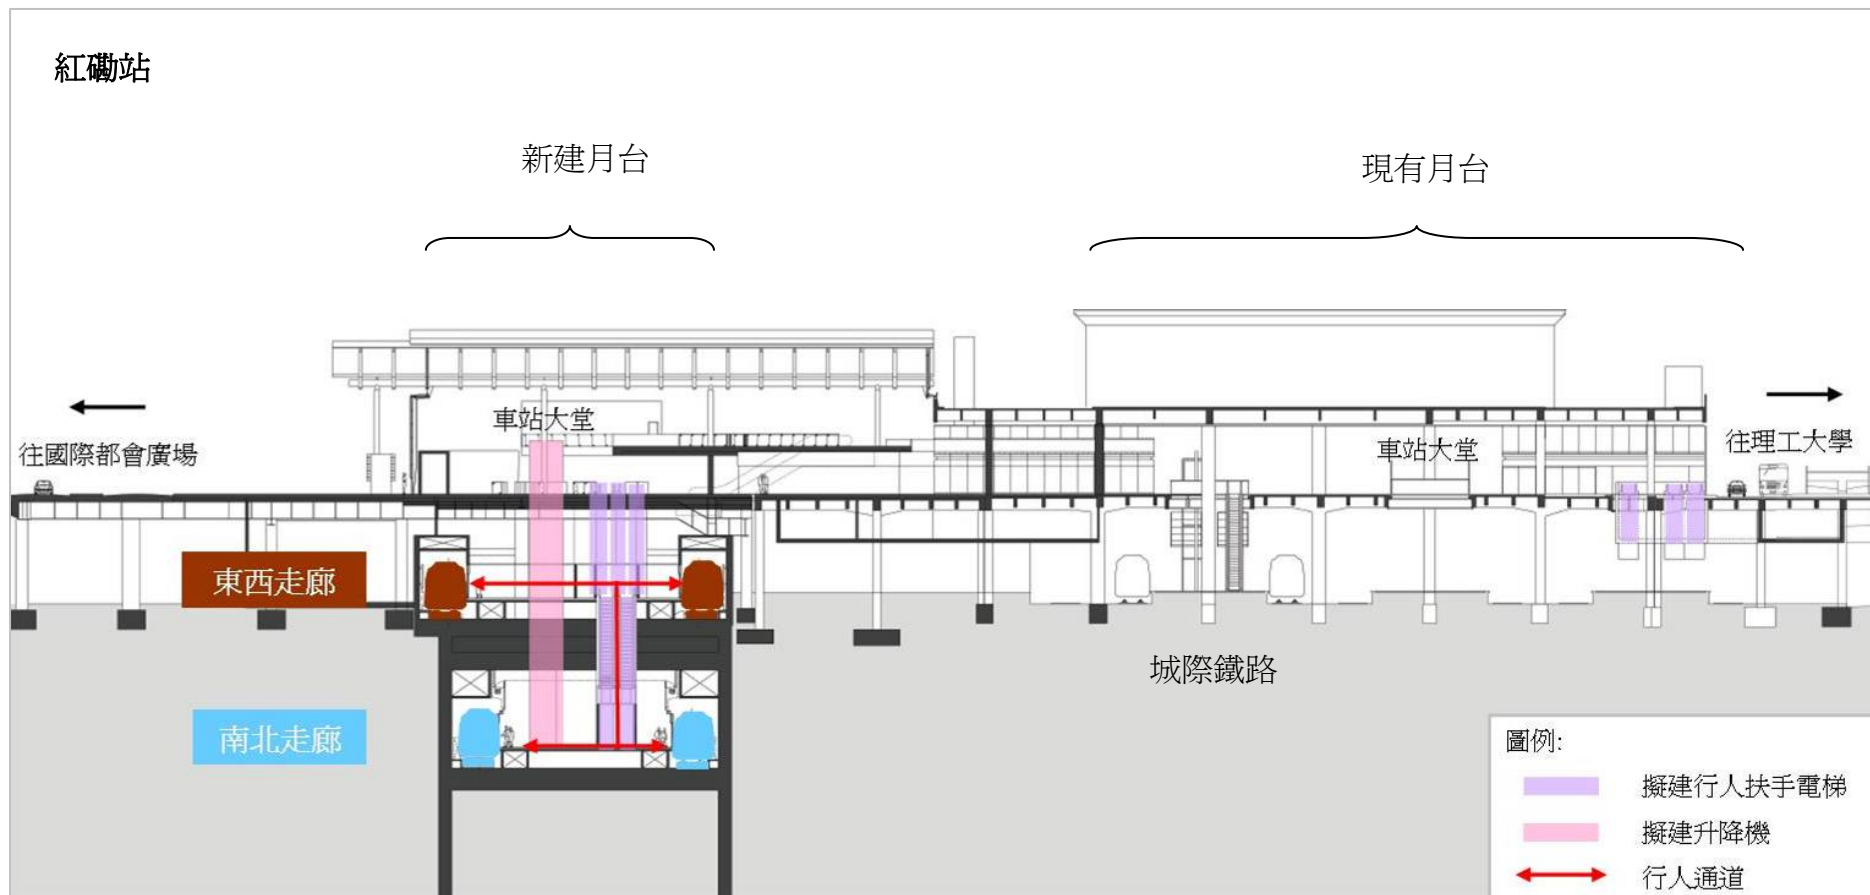 紅磡站
新建月台
現有月台
車站大堂
車站大堂
往國際都會廣場
往理工大學
東西走廊
城際鐵路
南北走廊
圖例:
擬建行人扶手電梯
擬建升降機
行人通道